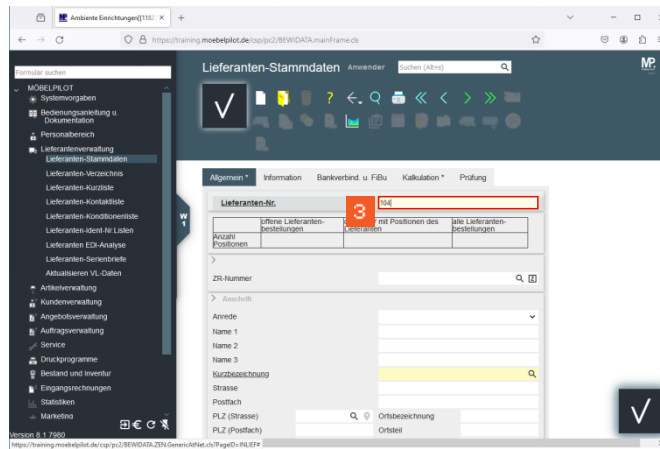 Ambiente Einrichtungen[(1182
https://training.moebelpilot.de/csp/pc2/BEWIDATA.mainFrame.cls
Formular suchen
MÖBELPILOT
Systemvorgaben
Bedienungsanleitung u.
Dokumentation
Personalbereich
Lieferantenverwaltung
Lieferanten-Stammdaten
Lieferanten-Verzeichnis
Lieferanten-Kurzliste
Lieferanten-Kontaktliste
Lieferanten-Konditionenliste
Lieferanten-Ident-Nr.Listen
Lieferanten EDI-Analyse
Lieferanten-Serienbriefe
Aktualisieren VL-Daten
Artikelverwaltung
Kundenverwaltung
Angebotsverwaltung
Auftragsverwaltung
Service
Druckprogramme
Bestand und Inventur
Eingangsrechnungen
Statistiken
Marketing
Version 8.1 7980
W
1
Lieferanten-Stammdaten Anwender Suchen (Alt+s)
MP.
Allgemein * Information Bankverbind. u. FiBu Kalkulation * Prüfung
Lieferanten-Nr. 104
3
offene Lieferanten-
bestellungen
mit Positionen des
Lieferanten
alle Lieferanten-
bestellungen
Anzahl
Positionen
ZR-Nummer
Anschrift
Anrede
Name 1
Name 2
Name 3
Kurzbezeichnung
Strasse
Postfach
PLZ (Strasse) Ortsbezeichnung
PLZ (Postfach) Ortsteil
https://training.moebelpilot.de/csp/pc2/BEWIDATA.ZEN.GenericAtNet.cls?PageID=INLIEF#